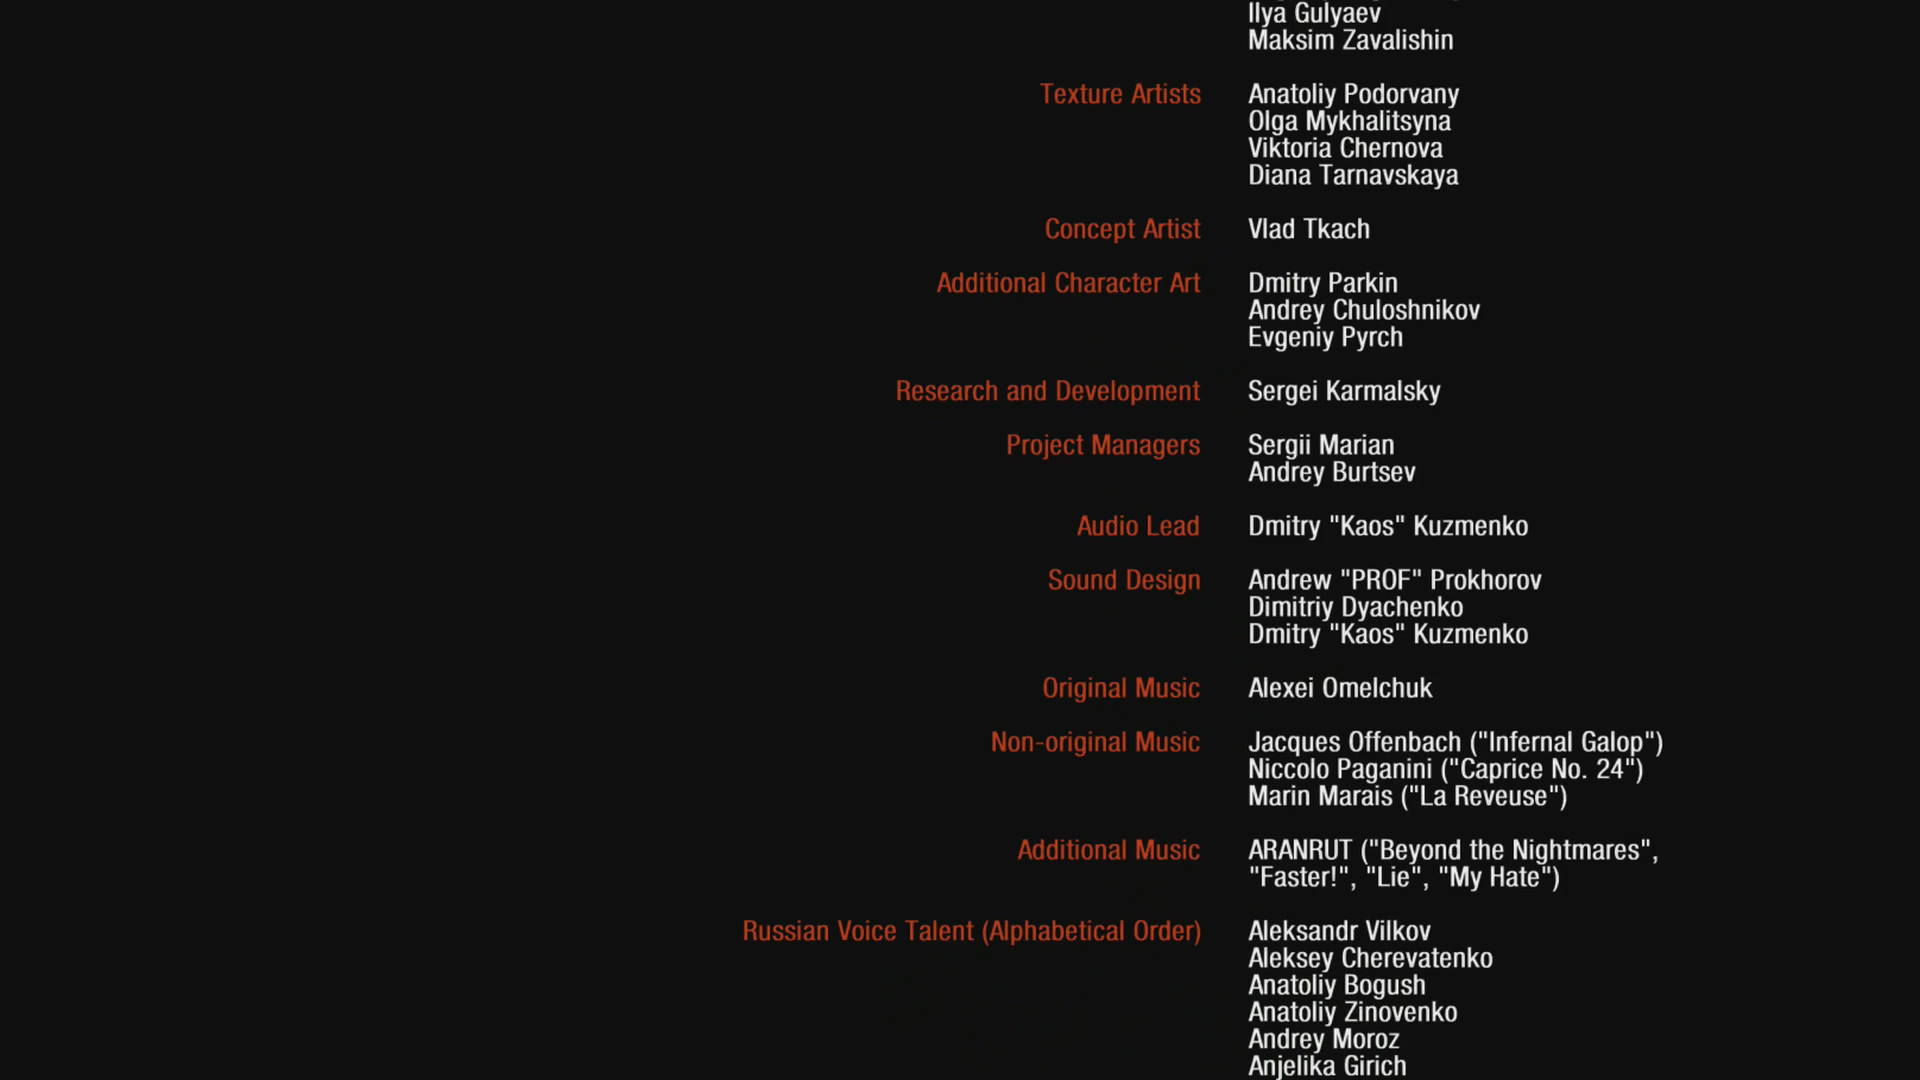 Ilya Gulyaev
Maksim Zavalishin
Texture Artists Anatoliy Podorvany
Olga Mykhalitsyna
Viktoria Chernova
Diana Tarnavskaya
Concept Artist Vlad Tkach
Additional Character Art Dmitry Parkin
Andrey Chuloshnikov
Evgeniy Pyrch
Research and Development Sergei Karmalsky
Project Managers Sergii Marian
Andrey Burtsev
Audio Lead Dmitry "Kaos" Kuzmenko
Sound Design Andrew "PROF" Prokhorov
Dimitriy Dyachenko
Dmitry "Kaos" Kuzmenko
Original Music Alexei Omelchuk
Non-original Music Jacques Offenbach ("Infernal Galop")
Niccolo Paganini ("Caprice No. 24")
Marin Marais ("La Reveuse")
Additional Music ARANRUT ("Beyond the Nightmares",
"Faster!", "Lie", "My Hate")
Russian Voice Talent (Alphabetical Order) Aleksandr Vilkov
Aleksey Cherevatenko
Anatoliy Bogush
Anatoliy Zinovenko
Andrey Moroz
Anjelika Girich